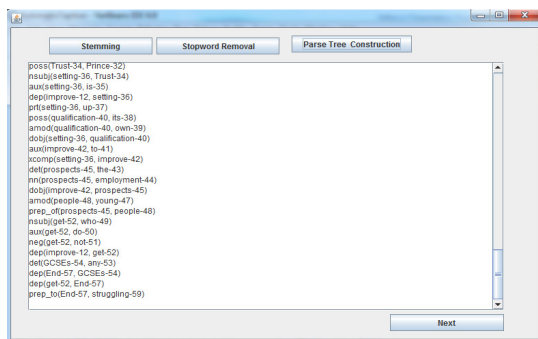 Stemming
Stopword Removal
Parse Tree Construction
poss(Trust-34, Prince-32)
nsubj(setting-36, Trust-34)
aux(setting-36, is-35)
dep(improve-12, setting-36)
prt(setting-36, up-37)
poss(qualification-40, its-38)
amod(qualification-40, own-39)
dobj(setting-36, qualification-40)
aux(improve-42, to-41)
xcomp(setting-36, improve-42)
det(prospects-45, the-43)
nn(prospects-45, employment-44)
dobj(improve-42, prospects-45)
amod(people-48, young-47)
prep_of(prospects-45, people-48)
nsubj(get-52, who-49)
aux(get-52, do-50)
neg(get-52, not-51)
dep(improve-12, get-52)
det(GCSEs-54, any-53)
dep(End-57, GCSEs-54)
dep(get-52, End-57)
prep_to(End-57, struggling-59)
Next